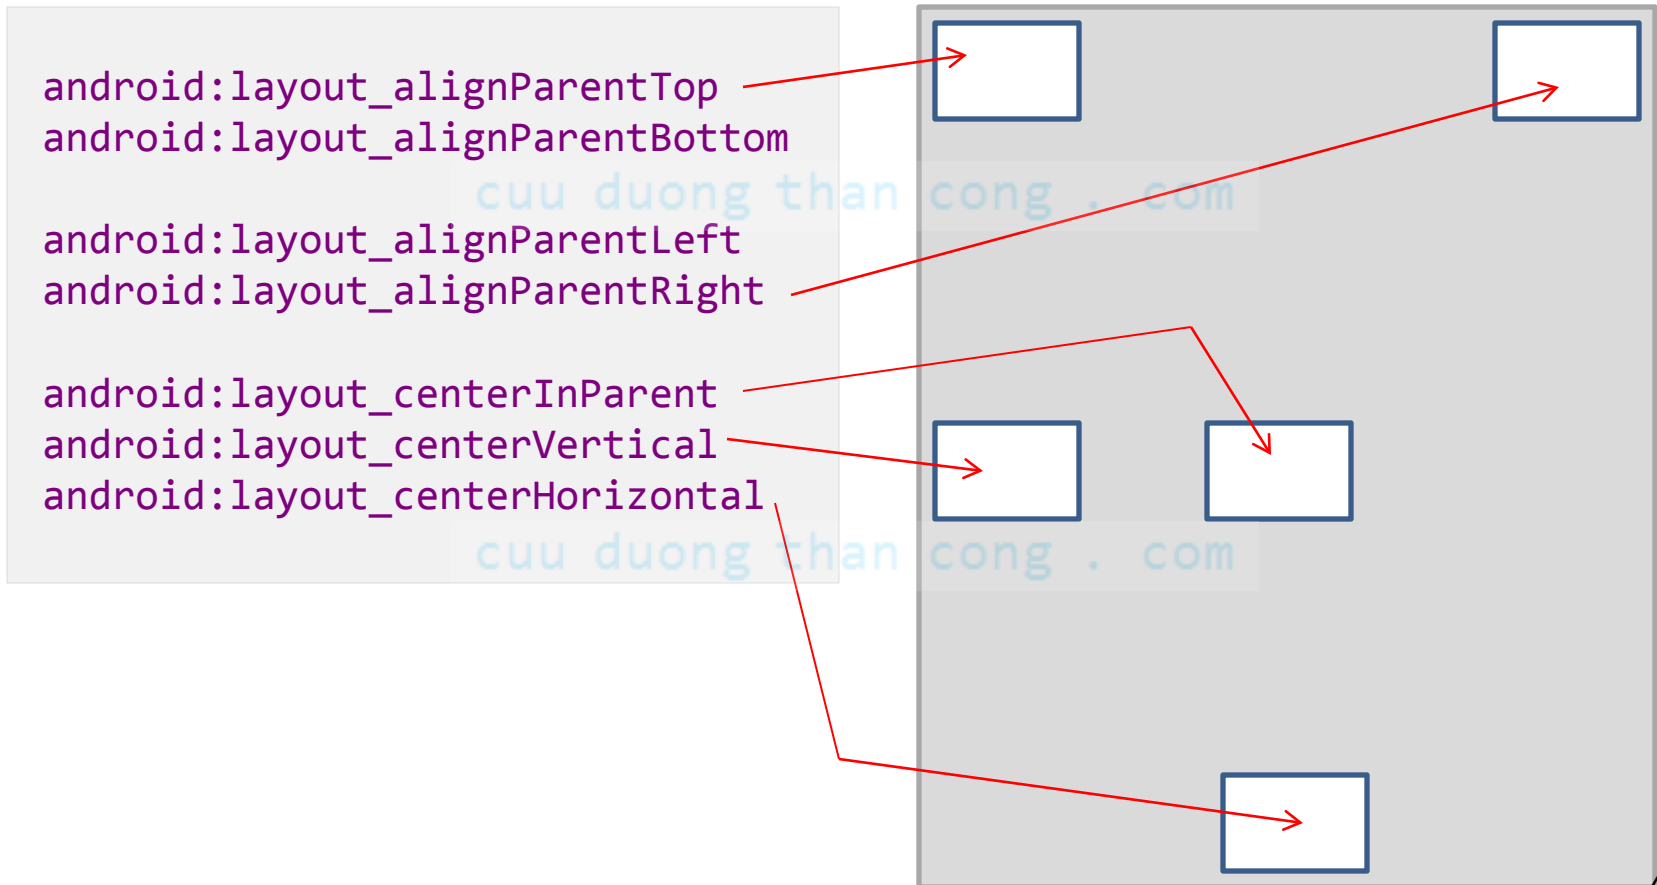 android:layout_alignParentTop
android:layout_alignParentBottom
cuu duong than cong . com
android:layout_alignParentLeft
android:layout_alignParentRight
android:layout_centerInParent
android:layout_centerVertical
android:layout_centerHorizontal
cuu duong than cong . com